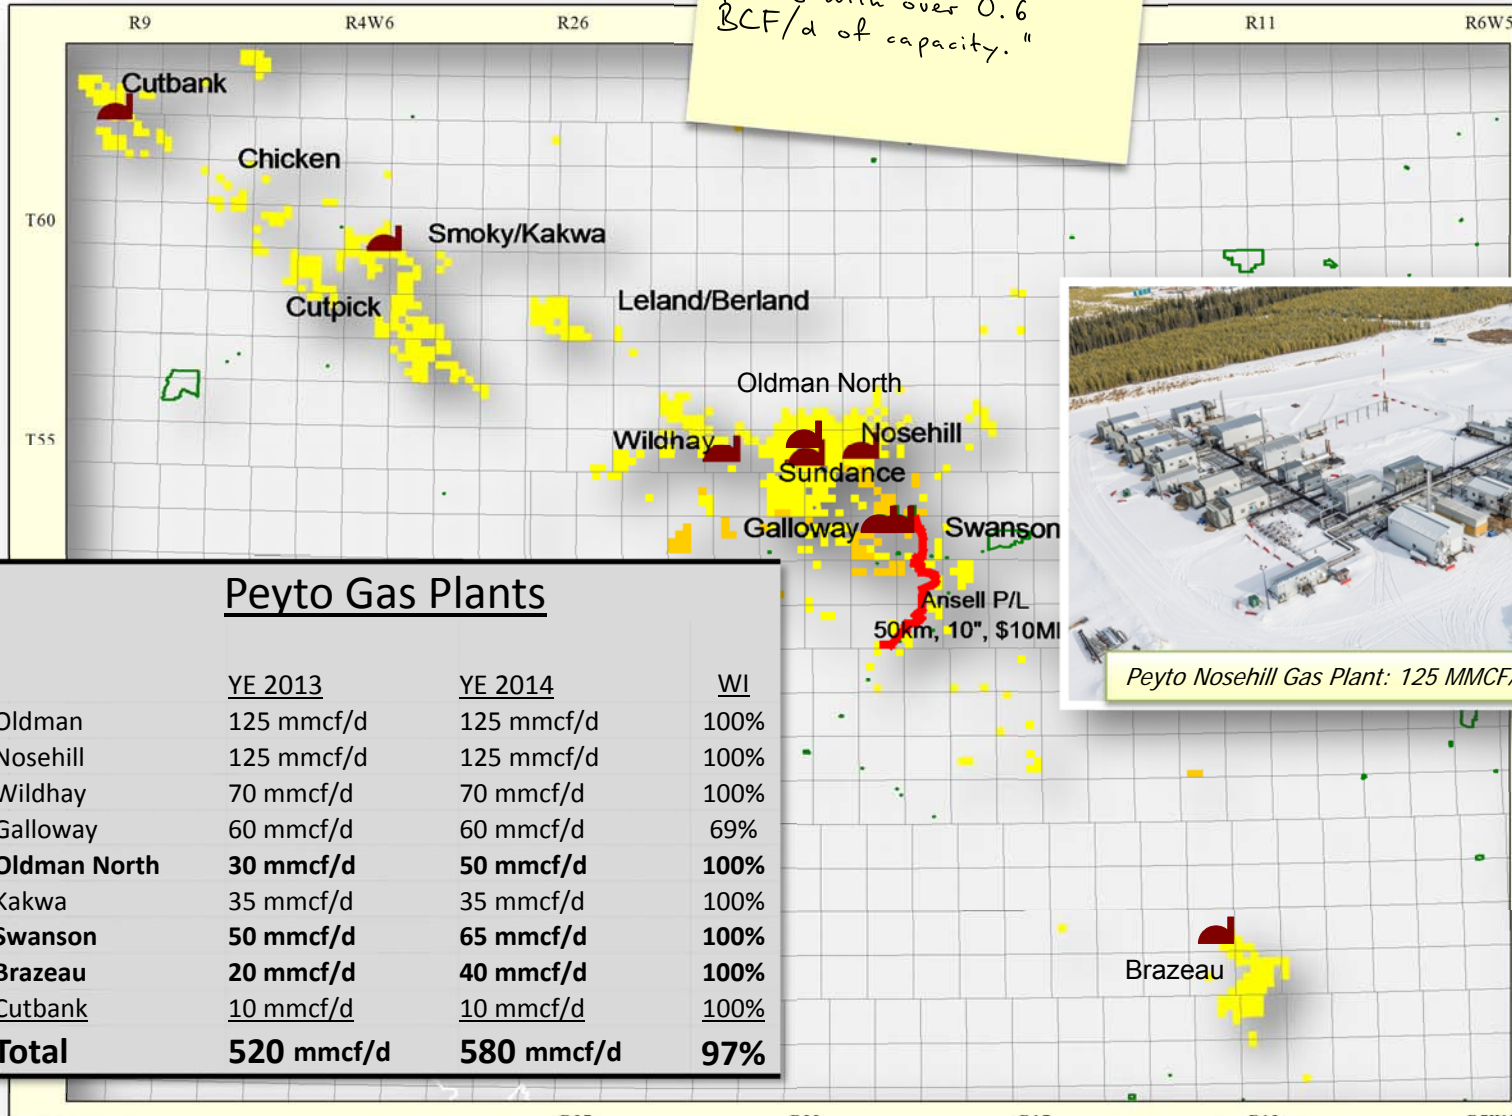 R9 R4W6 R26 R11 R6W5
with over 0.6
BCF/d of capacity."
Cutbank
Chicken
T60
Smoky/Kakwa
Cutpick
Leland/Berland
Oldman North
T55
Wildhay
Nosehill
Sundance
Galloway
Swanson
Ansell P/L
50km, 10", $10M
Peyto Nosehill Gas Plant: 125 MMCF/
Peyto Gas Plants
YE 2013 YE 2014 WI
Oldman 125 mmcf/d 125 mmcf/d 100%
Nosehill 125 mmcf/d 125 mmcf/d 100%
Wildhay 70 mmcf/d 70 mmcf/d 100%
Galloway 60 mmcf/d 60 mmcf/d 69%
Oldman North 30 mmcf/d 50 mmcf/d 100%
Kakwa 35 mmcf/d 35 mmcf/d 100%
Swanson 50 mmcf/d 65 mmcf/d 100%
Brazeau 20 mmcf/d 40 mmcf/d 100%
Cutbank 10 mmcf/d 10 mmcf/d 100%
Total 520 mmcf/d 580 mmcf/d 97%
Brazeau